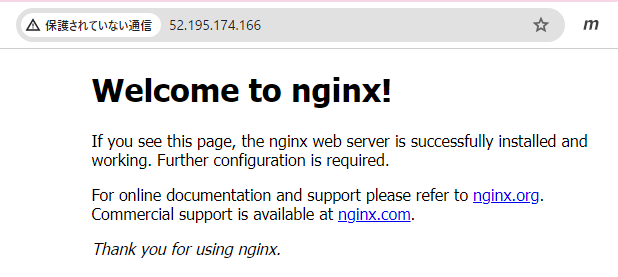 保護されていない通信 52.195.174.166
m
Welcome to nginx!
If you see this page, the nginx web server is successfully installed and
working. Further configuration is required.
For online documentation and support please refer to nginx.org.
Commercial support is available at nginx.com.
Thank you for using nginx.